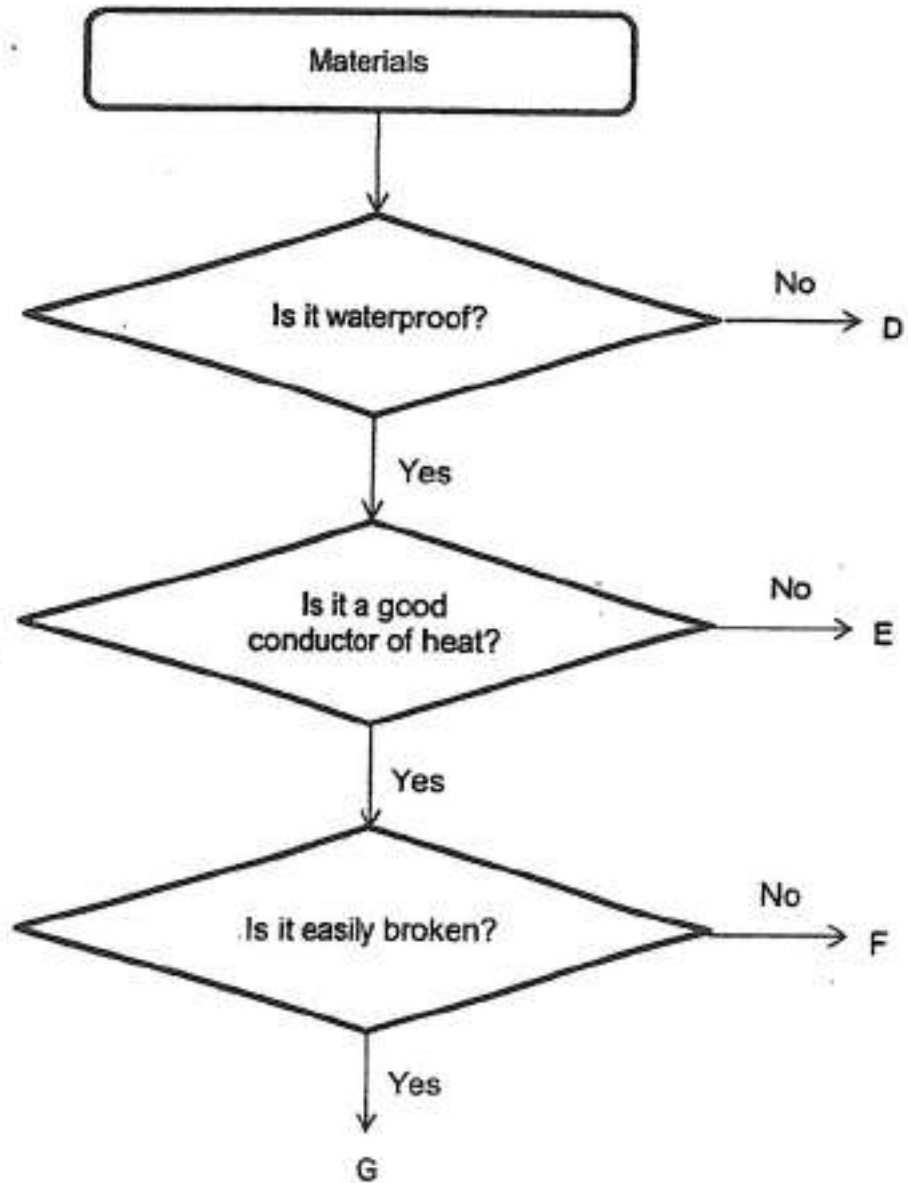 Materials
Is it waterproof?
No
D
Yes
Is it a good
conductor of heat?
No
E
Yes
Is it easily broken?
No
F
Yes
G